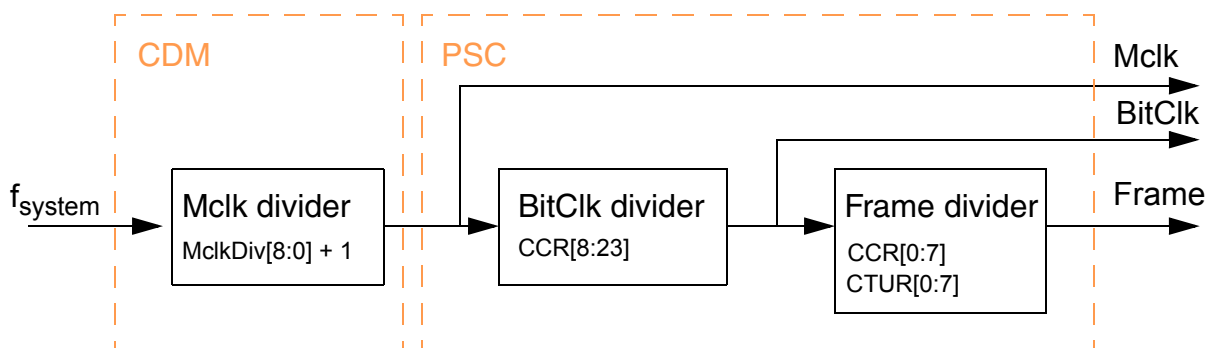 CDM
PSC
Mclk
BitClk
Frame
fsystem
Mclk divider
MclkDiv[8:0] + 1
BitClk divider
CCR[8:23]
Frame divider
CCR[0:7]
CTUR[0:7]